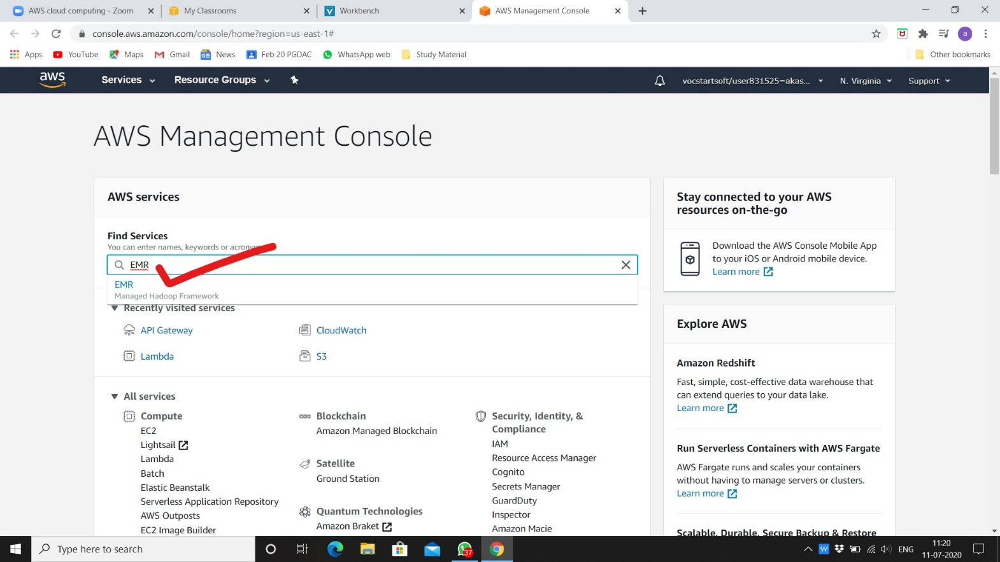 AWS cloud computing - Zoom
My Classrooms
Workbench
AWS Management Console
console.aws.amazon.com/console/home?region=us-east-1#
a
Apps
YouTube
Maps
Gmail
News
Feb 20 PGDAC
WhatsApp web
Study Material
Other bookmarks
aws
Services
Resource Groups
vocstartsoft/user831525=akas...
N. Virginia
Support
AWS Management Console
AWS services
Find Services
You can enter names, keywords or
EMR
EMR
Managed Hadoop Framework
Recently visited services
API Gateway
CloudWatch
Lambda
S3
All services
Compute
EC2
Lightsail
Lambda
Batch
Elastic Beanstalk
Serverless Application Repository
AWS Outposts
EC2 Image Builder
Blockchain
Amazon Managed Blockchain
Satellite
Ground Station
Quantum Technologies
Amazon Braket
Security, Identity, &
Compliance
IAM
Resource Access Manager
Cognito
Secrets Manager
GuardDuty
Inspector
Amazon Macie
Stay connected to your AWS
resources on-the-go
Download the AWS Console Mobile App
to your iOS or Android mobile device.
Learn more
Explore AWS
Amazon Redshift
Fast, simple, cost-effective data warehouse that
can extend queries to your data lake.
Learn more
Run Serverless Containers with AWS Fargate
AWS Fargate runs and scales your containers
without having to manage servers or clusters.
Learn more
Scalable, Durable, Secure Backup & Restore
Type here to search
37
W
ENG
11:20
11-07-2020